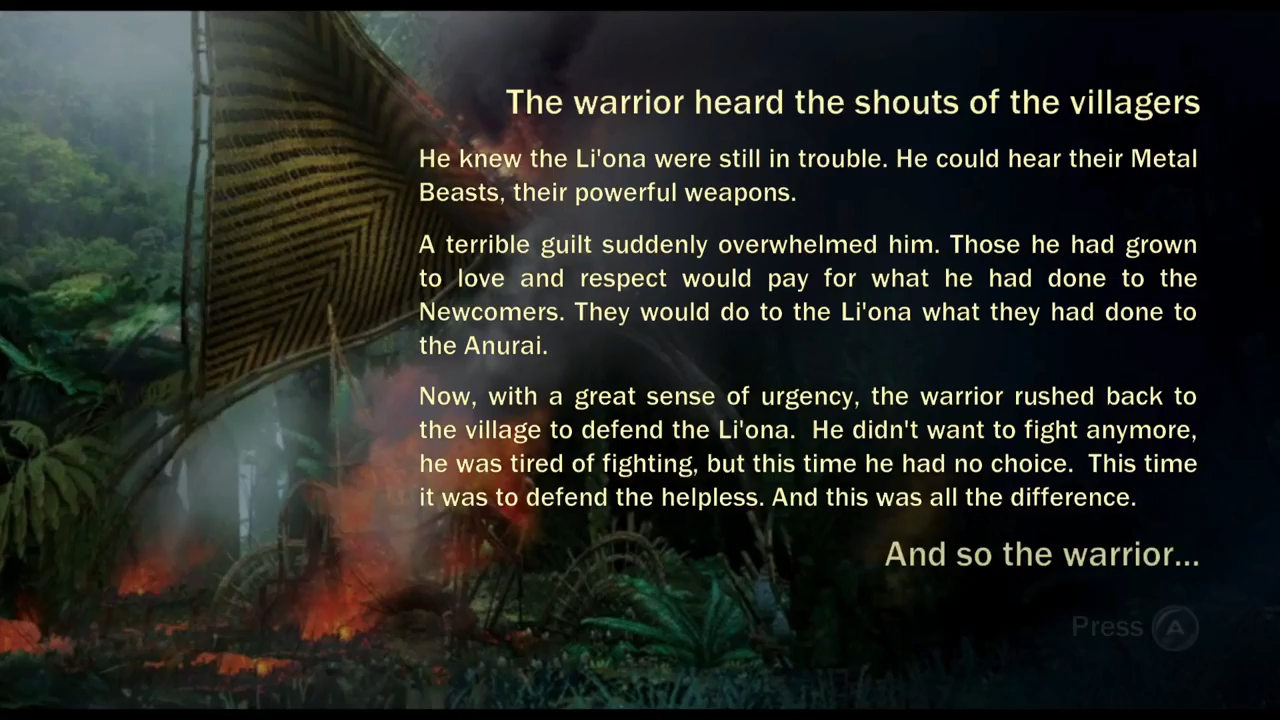 The warrior heard the shouts of the villagers
He knew the Li'ona were still in trouble. He could hear their Metal
Beasts, their powerful weapons.
A terrible guilt suddenly overwhelmed him. Those he had grown
to love and respect would pay for what he had done to the
Newcomers. They would do to the Li'ona what they had done to
the Anurai.
Now, with a great sense of urgency, the warrior rushed back to
the village to defend the Li'ona.  He didn't want to fight anymore,
he was tired of fighting, but this time he had no choice.  This time
it was to defend the helpless. And this was all the difference.
And so the warrior...
Press A